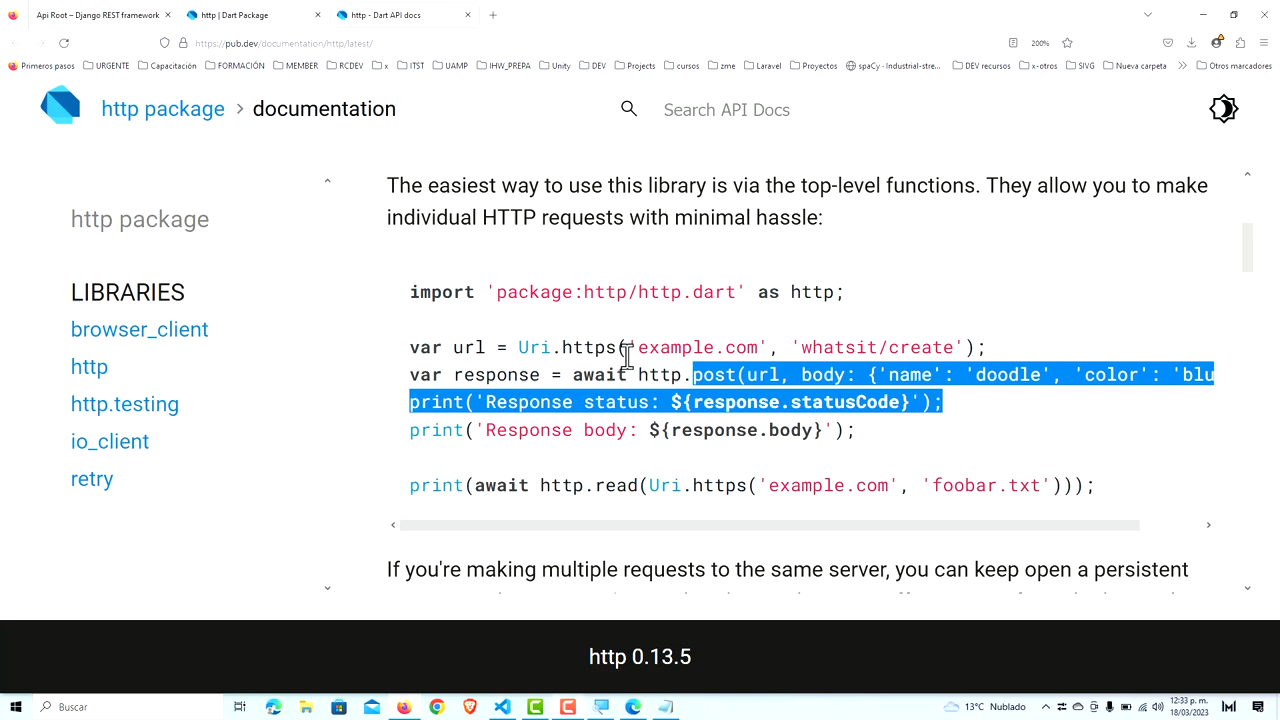 Api Root – Django REST framework
http | Dart Package
http - Dart API docs
https://pub.dev/documentation/http/latest/
200%
Primeros pasos
URGENTE
Capacitación
FORMACIÓN
MEMBER
RCDEV
x
ITST
UAMP
IHW_PREPA
Unity
DEV
Projects
cursos
zme
Laravel
Proyectos
spaCy - Industrial-stre...
DEV recursos
x-otros
SIVG
Nueva carpeta
Otros marcadores
http package > documentation
Search API Docs
http package
LIBRARIES
browser_client
http
http.testing
io_client
retry
The easiest way to use this library is via the top-level functions. They allow you to make
individual HTTP requests with minimal hassle:
import 'package:http/http.dart' as http;
var url = Uri.https('example.com', 'whatsit/create');
var response = await http.post(url, body: {'name': 'doodle', 'color': 'blu
print('Response status: ${response.statusCode}');
print('Response body: ${response.body}');
print(await http.read(Uri.https('example.com', 'foobar.txt')));
If you're making multiple requests to the same server, you can keep open a persistent
http 0.13.5
Buscar
13°C Nublado
12:33 p. m.
18/03/2023